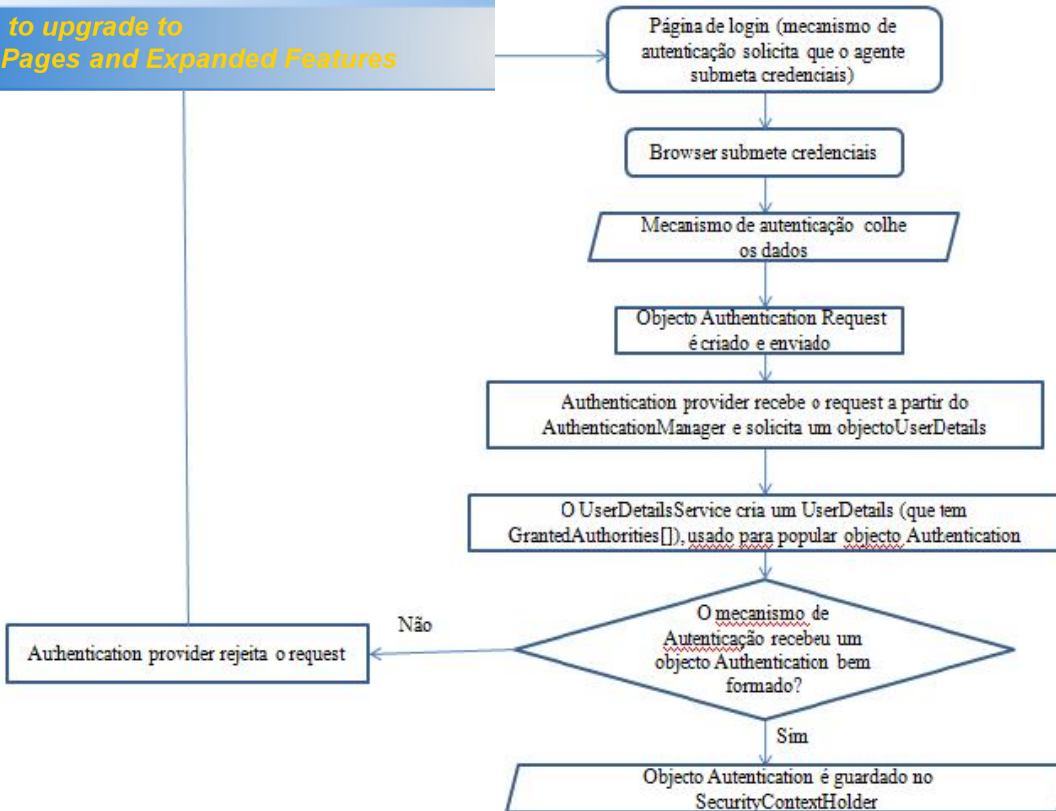 to upgrade to
Pages and Expanded Features
Página de login (mecanismo de
autenticação solicita que o agente
submeta credenciais)
Browser submete credenciais
Mecanismo de autenticação colhe
os dados
Objecto Authentication Request
é criado e enviado
Authentication provider recebe o request a partir do
AuthenticationManager e solicita um objectoUserDetails
O UserDetailsService cria um UserDetails (que tem
GrantedAuthorities[]), usado para popular objecto Authentication
O mecanismo de
Autenticação recebeu um
objecto Authentication bem
formado?
Não
Authentication provider rejeita o request
Sim
Objecto Autentication é guardado no
SecurityContextHolder